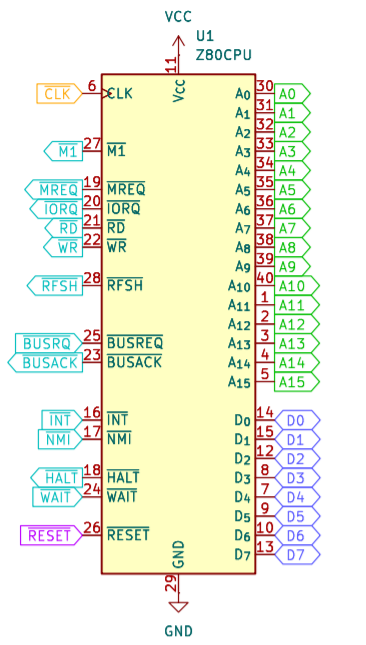 VCC
U1
Z80CPU
11
VCC
CLK 6 CLK
M1 27 M1
MREQ 19 MREQ
IORQ 20 IORQ
RD 21 RD
WR 22 WR
RFSH 28 RFSH
BUSRQ 25 BUSREQ
BUSACK 23 BUSACK
INT 16 INT
NMI 17 NMI
HALT 18 HALT
WAIT 24 WAIT
RESET 26 RESET
A0 30 A0
A1 31 A1
A2 32 A2
A3 33 A3
A4 34 A4
A5 35 A5
A6 36 A6
A7 37 A7
A8 38 A8
A9 39 A9
A10 40 A10
A11 1 A11
A12 2 A12
A13 3 A13
A14 4 A14
A15 5 A15
D0 14 D0
D1 15 D1
D2 12 D2
D3 8 D3
D4 7 D4
D5 9 D5
D6 10 D6
D7 13 D7
GND
29
GND